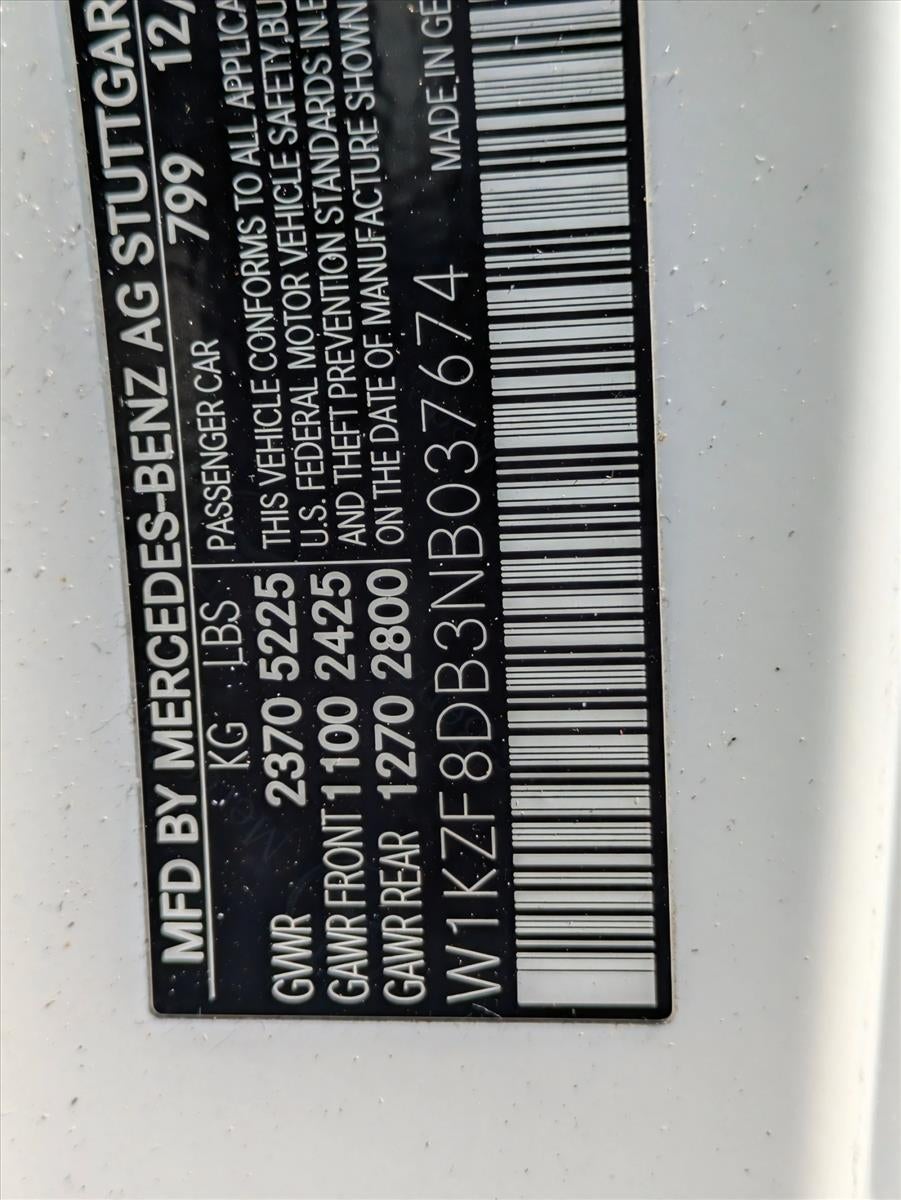 MFD BY MERCEDES-BENZ AG STUTTGAR
KG LBS
799 12/
GVWR 2370 5225
GAWR FRONT 1100 2425
GAWR REAR 1270 2800
PASSENGER CAR
THIS VEHICLE CONFORMS TO ALL APPLICA
U.S. FEDERAL MOTOR VEHICLE SAFETY,BU
AND THEFT PREVENTION STANDARDS IN E
ON THE DATE OF MANUFACTURE SHOWN
MADE IN GE
W1KZF8DB3NB037674